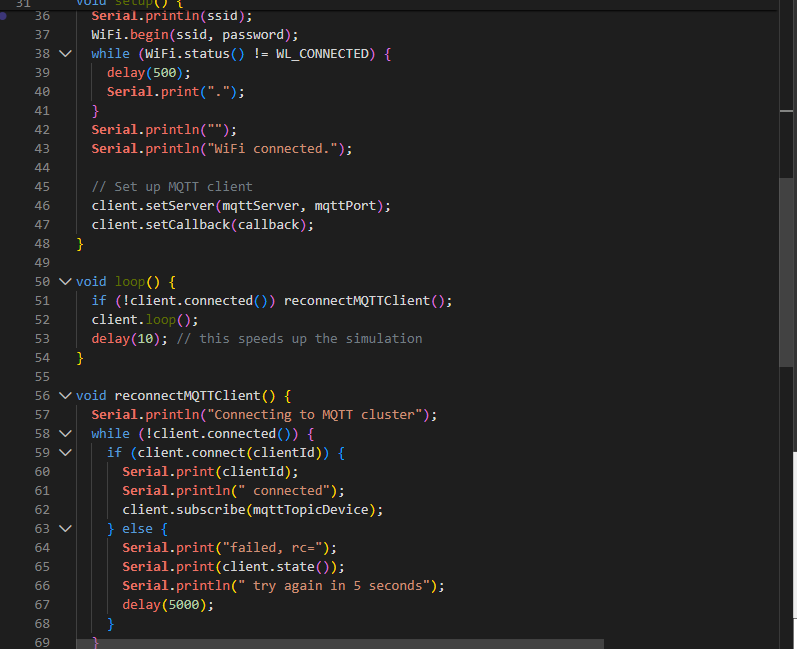 31 void setup() {
36 Serial.println(ssid);
37 WiFi.begin(ssid, password);
38 while (WiFi.status() != WL_CONNECTED) {
39 delay(500);
40 Serial.print(".");
41 }
42 Serial.println("");
43 Serial.println("WiFi connected.");
44
45 // Set up MQTT client
46 client.setServer(mqttServer, mqttPort);
47 client.setCallback(callback);
48 }
49
50 void loop() {
51 if (!client.connected()) reconnectMQTTClient();
52 client.loop();
53 delay(10); // this speeds up the simulation
54 }
55
56 void reconnectMQTTClient() {
57 Serial.println("Connecting to MQTT cluster");
58 while (!client.connected()) {
59 if (client.connect(clientId)) {
60 Serial.print(clientId);
61 Serial.println(" connected");
62 client.subscribe(mqttTopicDevice);
63 } else {
64 Serial.print("failed, rc=");
65 Serial.print(client.state());
66 Serial.println(" try again in 5 seconds");
67 delay(5000);
68 }
69 }